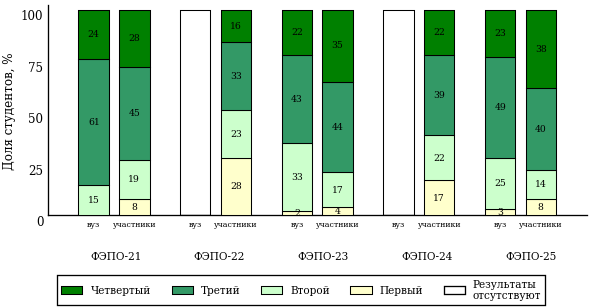 Доля студентов, %
100
75
50
25
0
24 28 16 22 35 22 23 38
61 45 33 43 44 39 49 40
15 19 23 33 17 22 25 14
8 28 2 4 17 3 8
вуз участники вуз участники вуз участники вуз участники вуз участники
ФЭПО-21 ФЭПО-22 ФЭПО-23 ФЭПО-24 ФЭПО-25
Четвертый Третий Второй Первый Результаты
отсутствуют